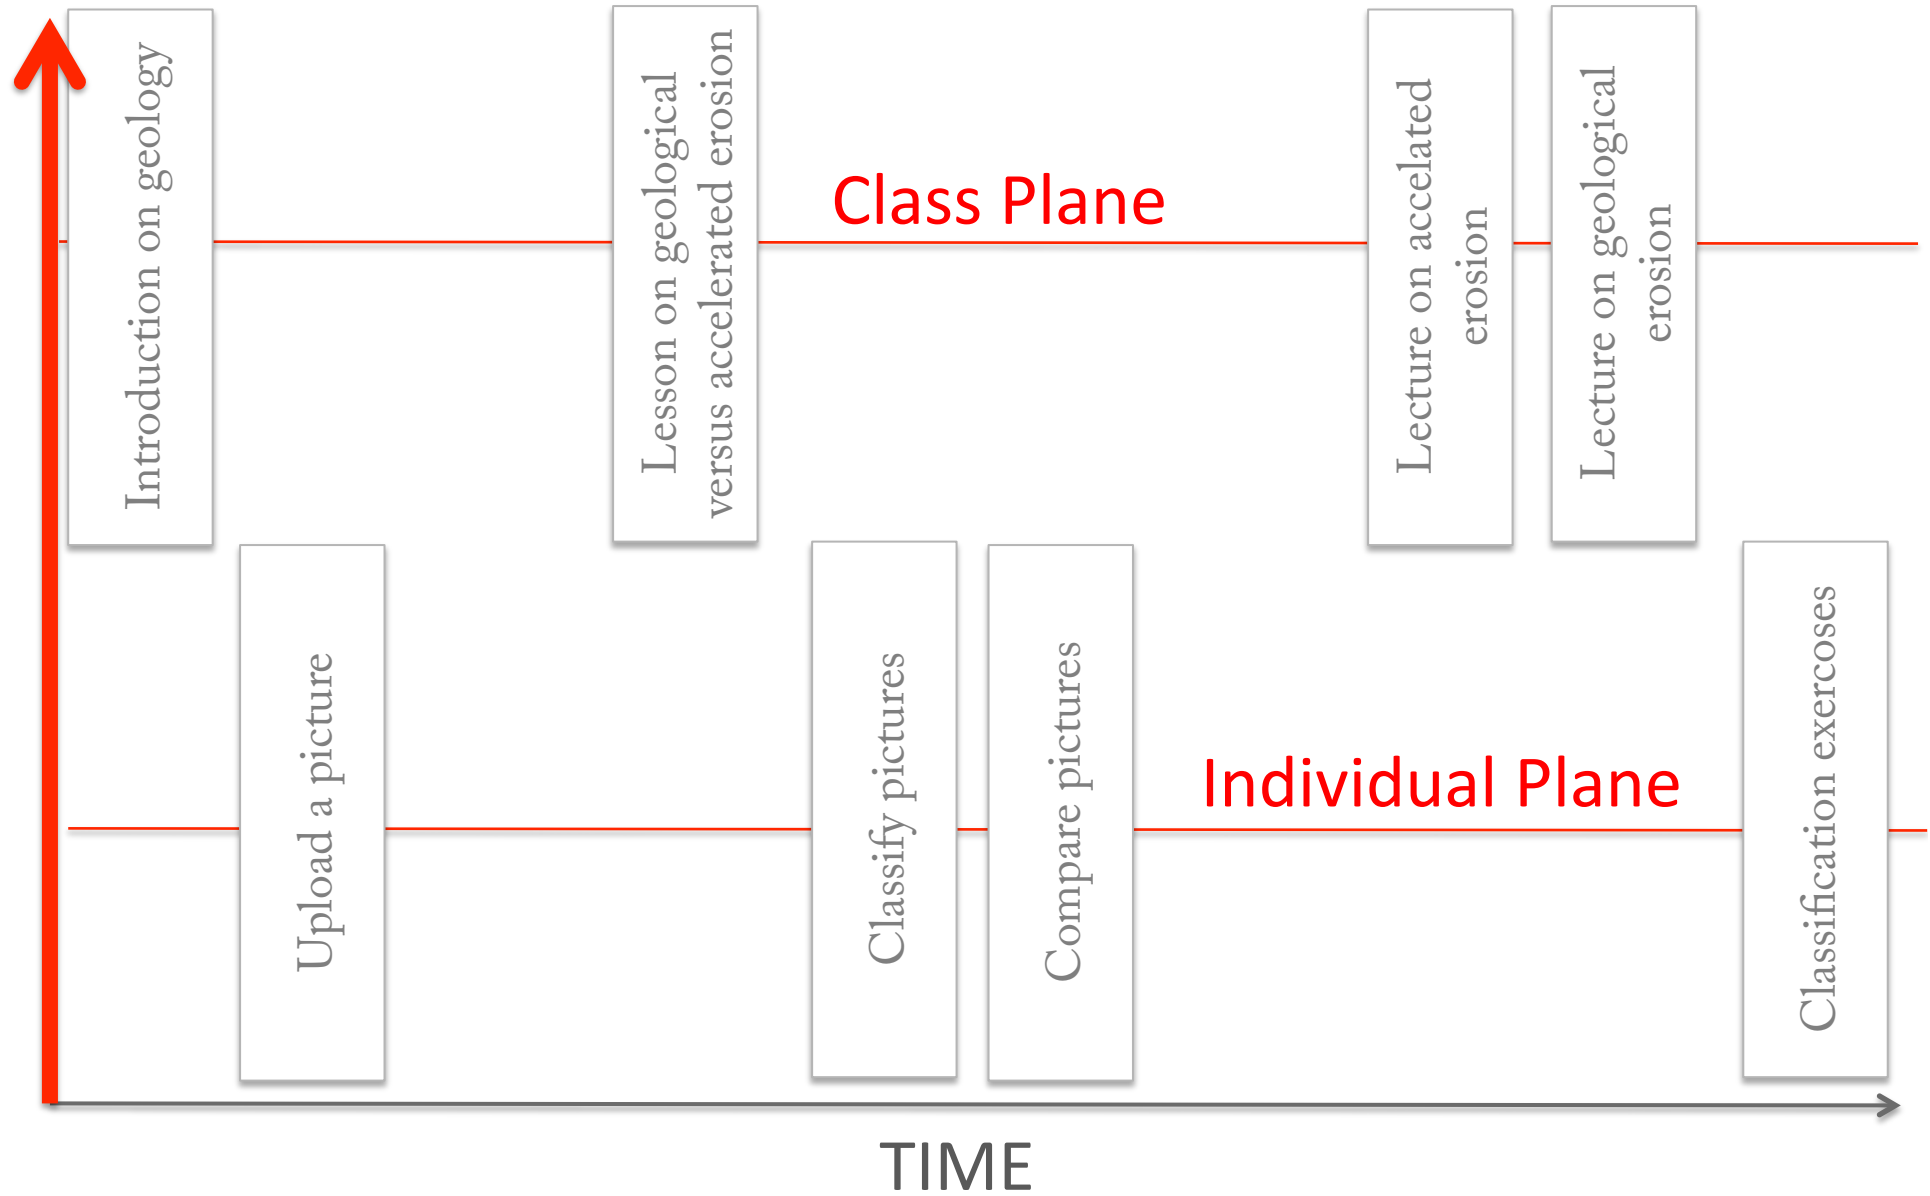 Introduction on geology
Lesson on geological
versus accelerated erosion
Class Plane
Lecture on accelated
erosion
Lecture on geological
erosion
Upload a picture
Classify pictures
Compare pictures
Individual Plane
Classification exercoses
TIME